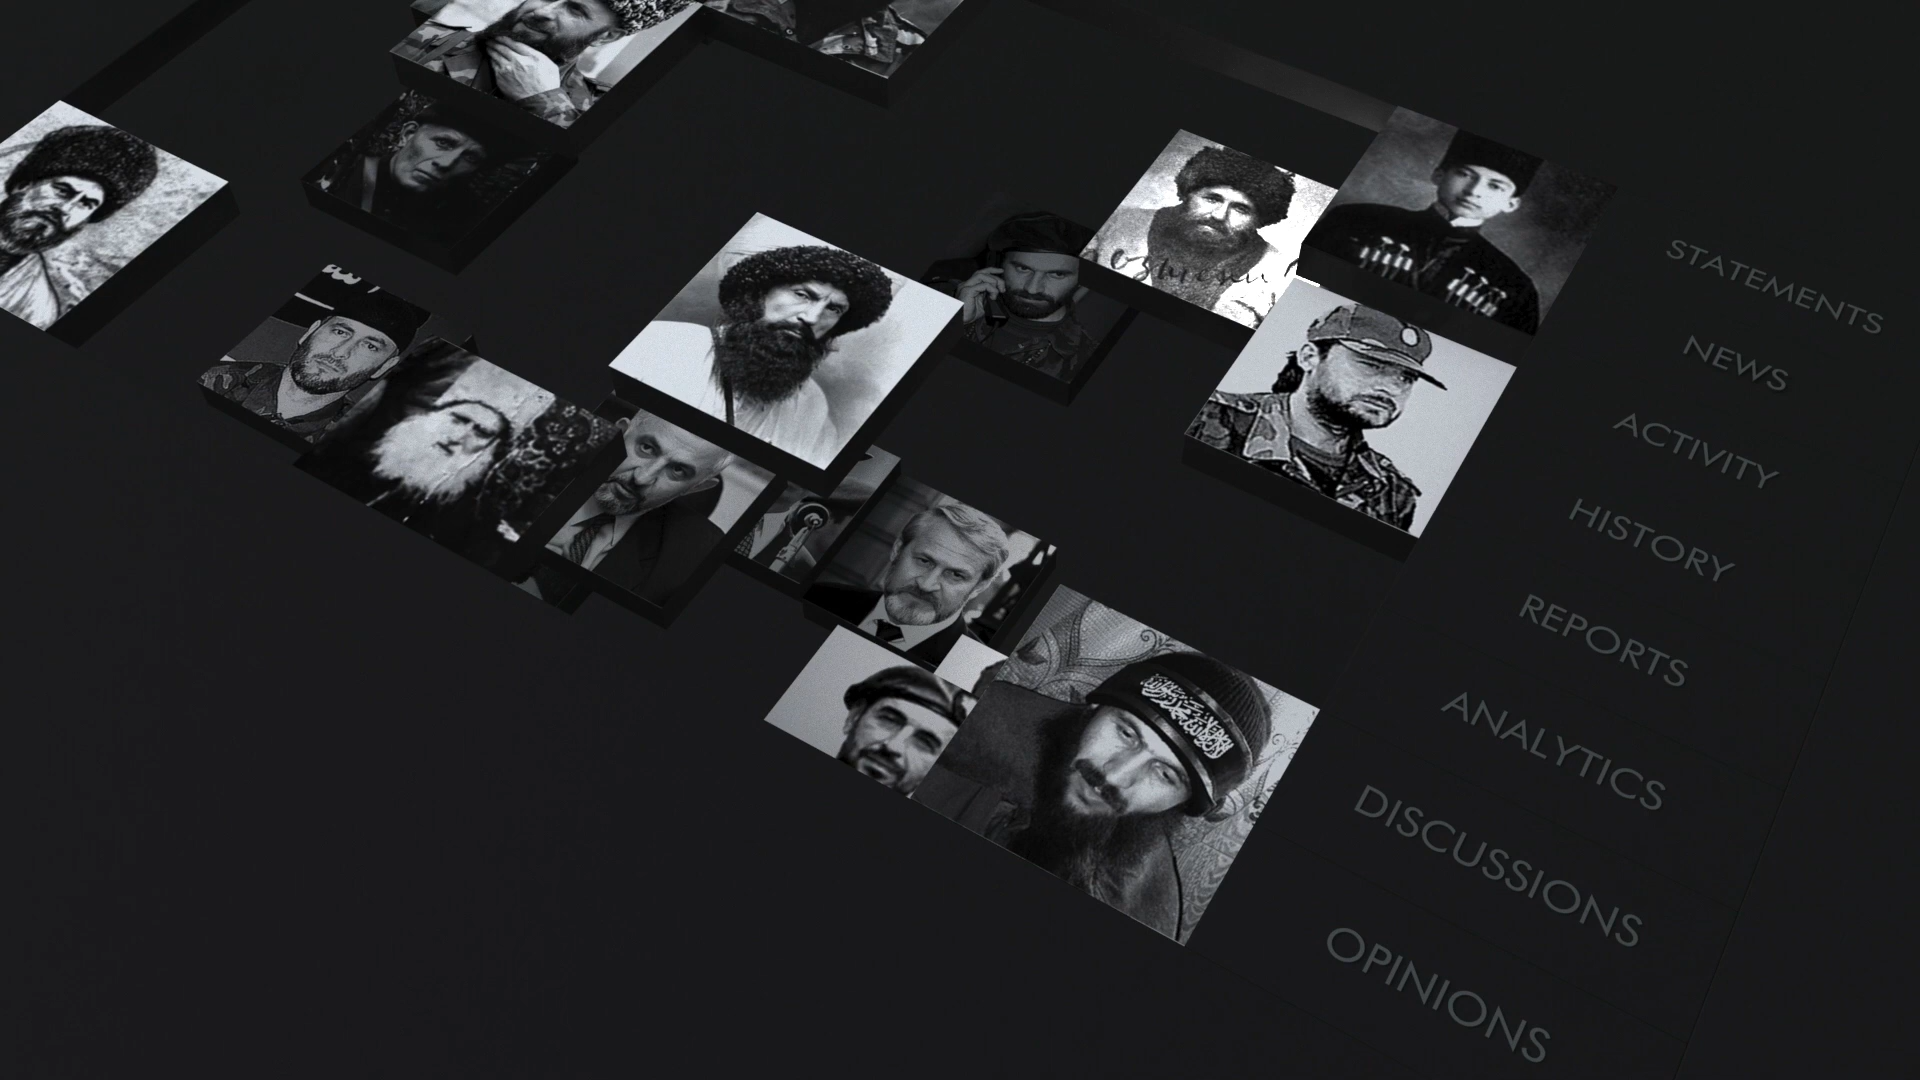 STATEMENTS
NEWS
ACTIVITY
HISTORY
REPORTS
ANALYTICS
DISCUSSIONS
OPINIONS